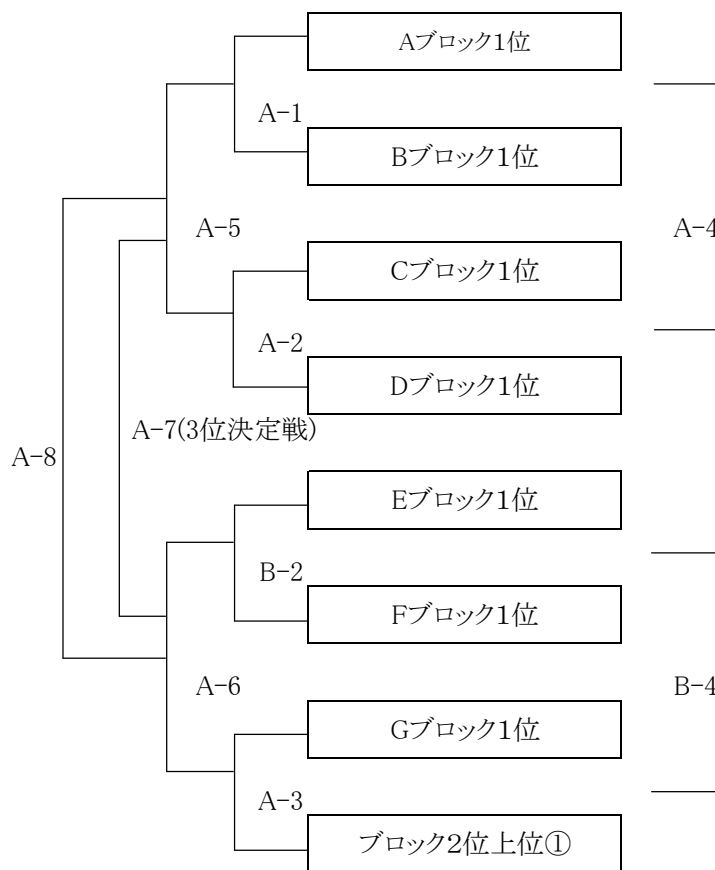 Aブロック1位
A-1
Bブロック1位
A-5
A-4
Cブロック1位
A-2
Dブロック1位
A-7(3位決定戦)
A-8
Eブロック1位
B-2
Fブロック1位
A-6
B-4
Gブロック1位
A-3
ブロック2位上位①